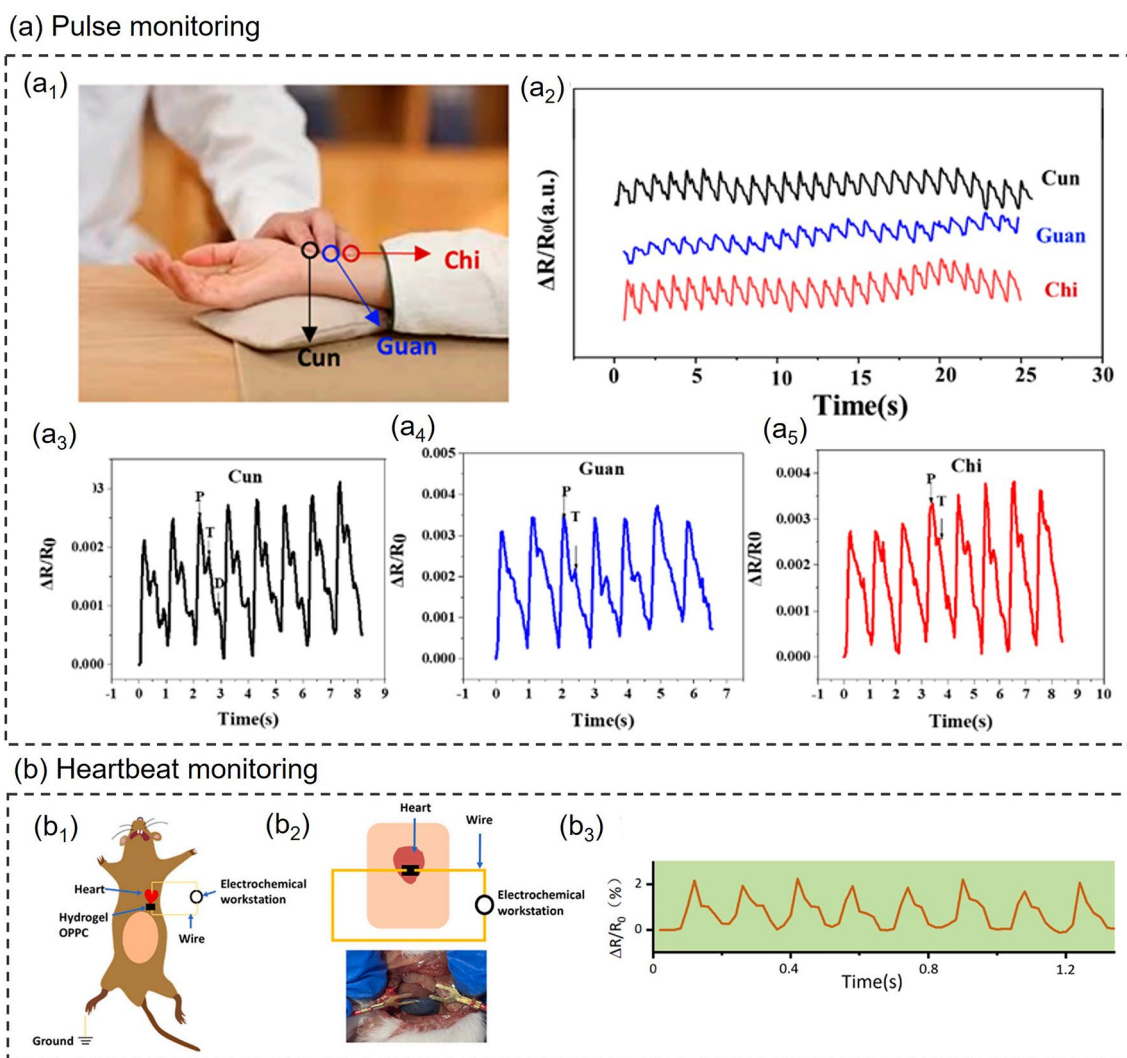 (a) Pulse monitoring
(a1)
Chi
Guan
Cun
(a2)
ΔR/R0(a.u.)
Cun
Guan
Chi
0 5 10 15 20 25 30
Time(s)
(a3)
Cun
P
T
D
ΔR/R0
03
0.002
0.001
0.000
-1 0 1 2 3 4 5 6 7 8 9
Time(s)
(a4)
Guan
P
T
ΔR/R0
0.005
0.004
0.003
0.002
0.001
0.000
-1 0 1 2 3 4 5 6 7
Time(s)
(a5)
Chi
P
T
ΔR/R0
0.004
0.003
0.002
0.001
0.000
-1 0 1 2 3 4 5 6 7 8 9 10
Time(s)
(b) Heartbeat monitoring
(b1)
Heart
Hydrogel
OPPC
Electrochemical
workstation
Wire
Ground
(b2)
Heart
Wire
Electrochemical
workstation
(b3)
ΔR/R0 (%)
2
0
0 0.4 0.8 1.2
Time(s)